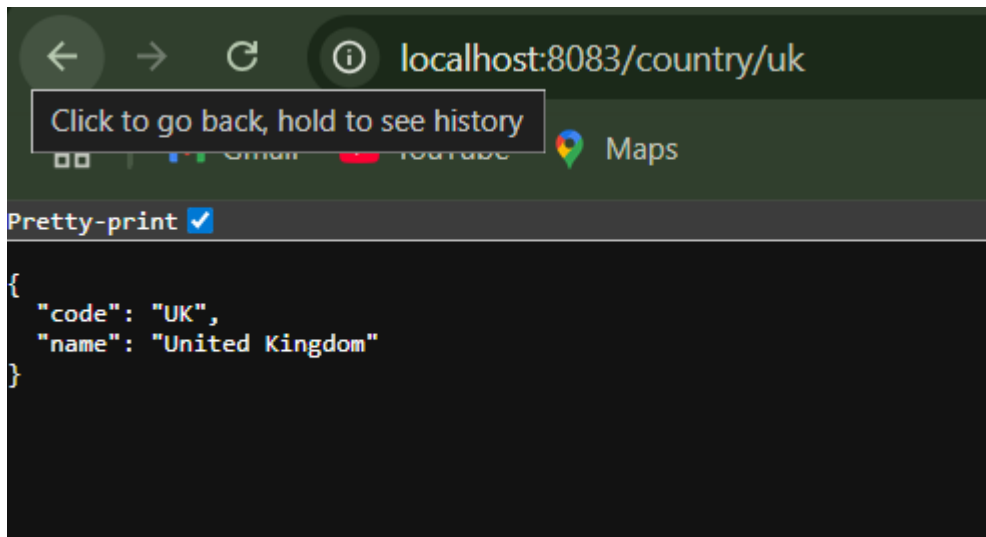 localhost:8083/country/uk
Click to go back, hold to see history
Maps
Pretty-print
{
"code": "UK",
"name": "United Kingdom"
}